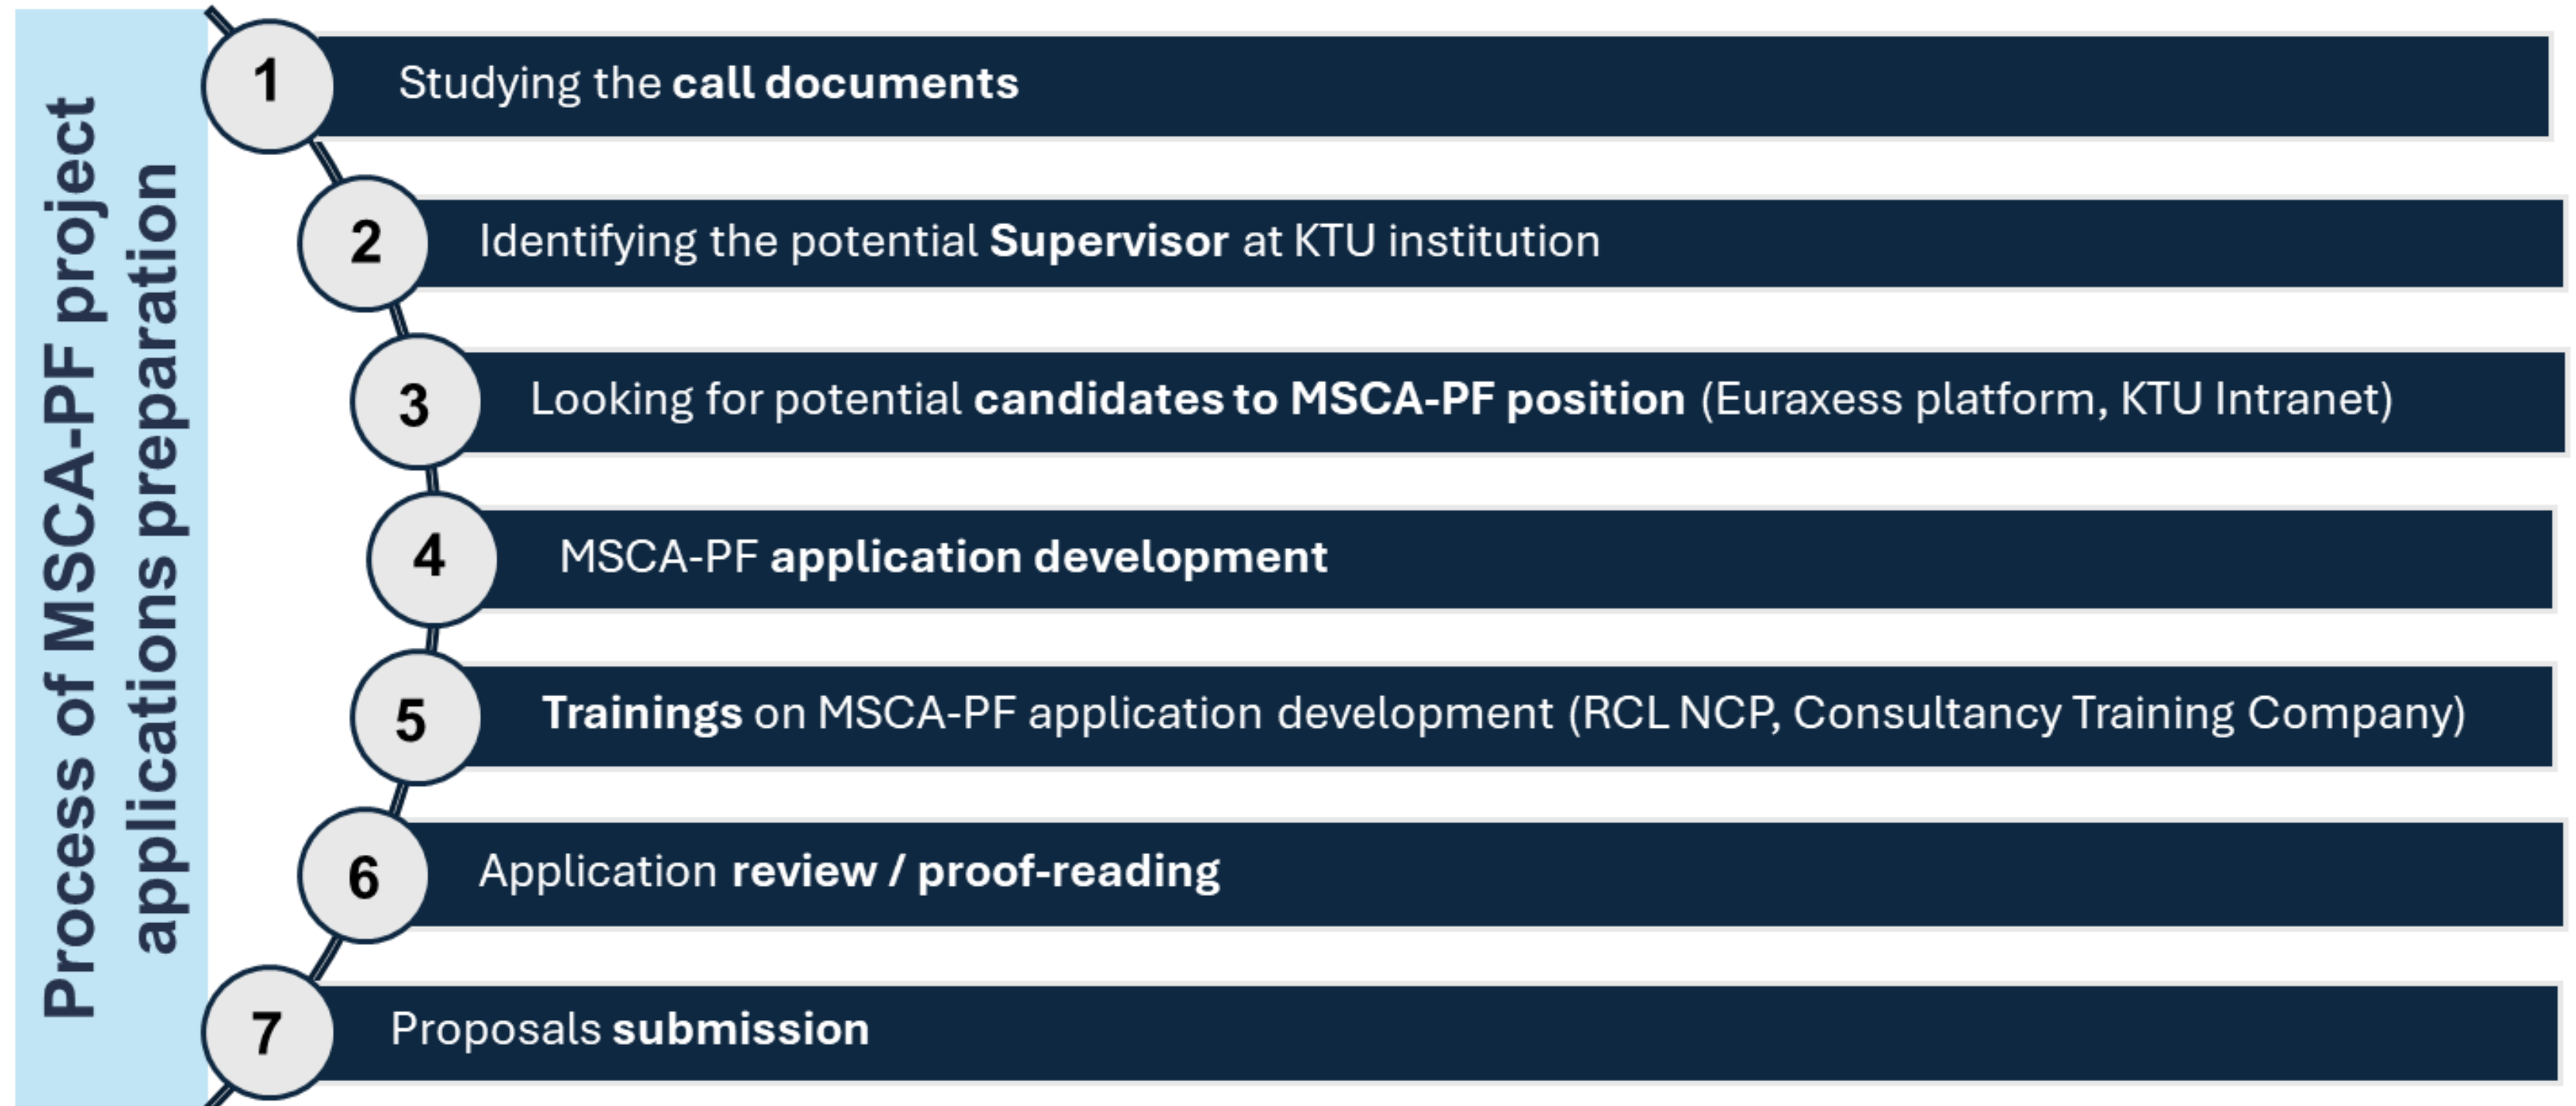 Process of MSCA-PF project
applications preparation
1
Studying the call documents
2
Identifying the potential Supervisor at KTU institution
3
Looking for potential candidates to MSCA-PF position (Euraxess platform, KTU Intranet)
4
MSCA-PF application development
5
Trainings on MSCA-PF application development (RCL NCP, Consultancy Training Company)
6
Application review / proof-reading
7
Proposals submission